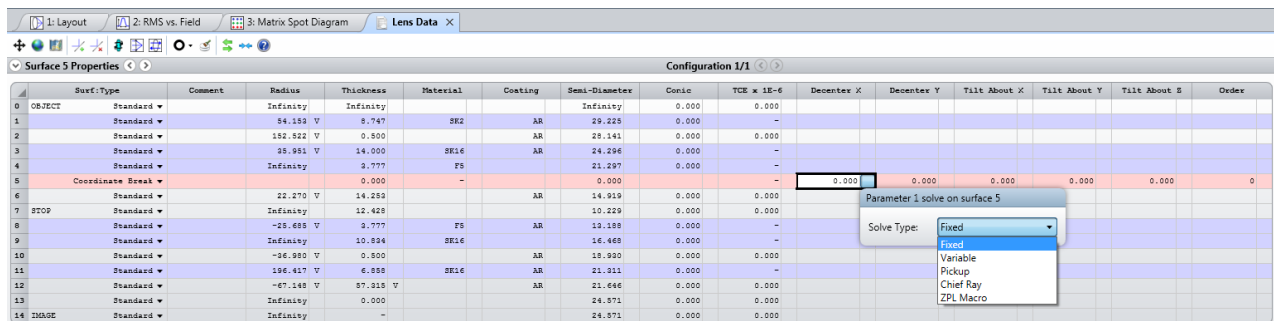 1: Layout 2: RMS vs. Field 3: Matrix Spot Diagram Lens Data ×
Surface 5 Properties < > Configuration 1/1 < >
Surf:Type Comment Radius Thickness Material Coating Semi-Diameter Conic TCE x 1E-6 Decenter X Decenter Y Tilt About X Tilt About Y Tilt About Z Order
0 OBJECT Standard Infinity Infinity Infinity 0.000 0.000
1 Standard 54.153 V 8.747 SK2 AR 29.225 0.000 -
2 Standard 152.522 V 0.500 AR 28.141 0.000 0.000
3 Standard 35.951 V 14.000 SK16 AR 24.296 0.000 -
4 Standard Infinity 3.777 F5 21.297 0.000 -
5 Coordinate Break 0.000 - 0.000 - 0.000 0.000 0.000 0.000 0.000 0
6 Standard 22.270 V 14.253 AR 14.919 0.000 0.000
Parameter 1 solve on surface 5
7 STOP Standard Infinity 12.428 10.229 0.000 0.000
8 Standard -25.685 V 3.777 F5 AR 13.188 0.000 -
Solve Type: Fixed
9 Standard Infinity 10.834 SK16 16.468 0.000 -
Fixed
10 Standard -36.980 V 0.500 AR 18.930 0.000 0.000
Variable
11 Standard 196.417 V 6.858 SK16 AR 21.311 0.000 -
Pickup
12 Standard -67.148 V 57.315 V AR 21.646 0.000 0.000
Chief Ray
13 Standard Infinity 0.000 24.571 0.000 0.000
ZPL Macro
14 IMAGE Standard Infinity - 24.571 0.000 0.000